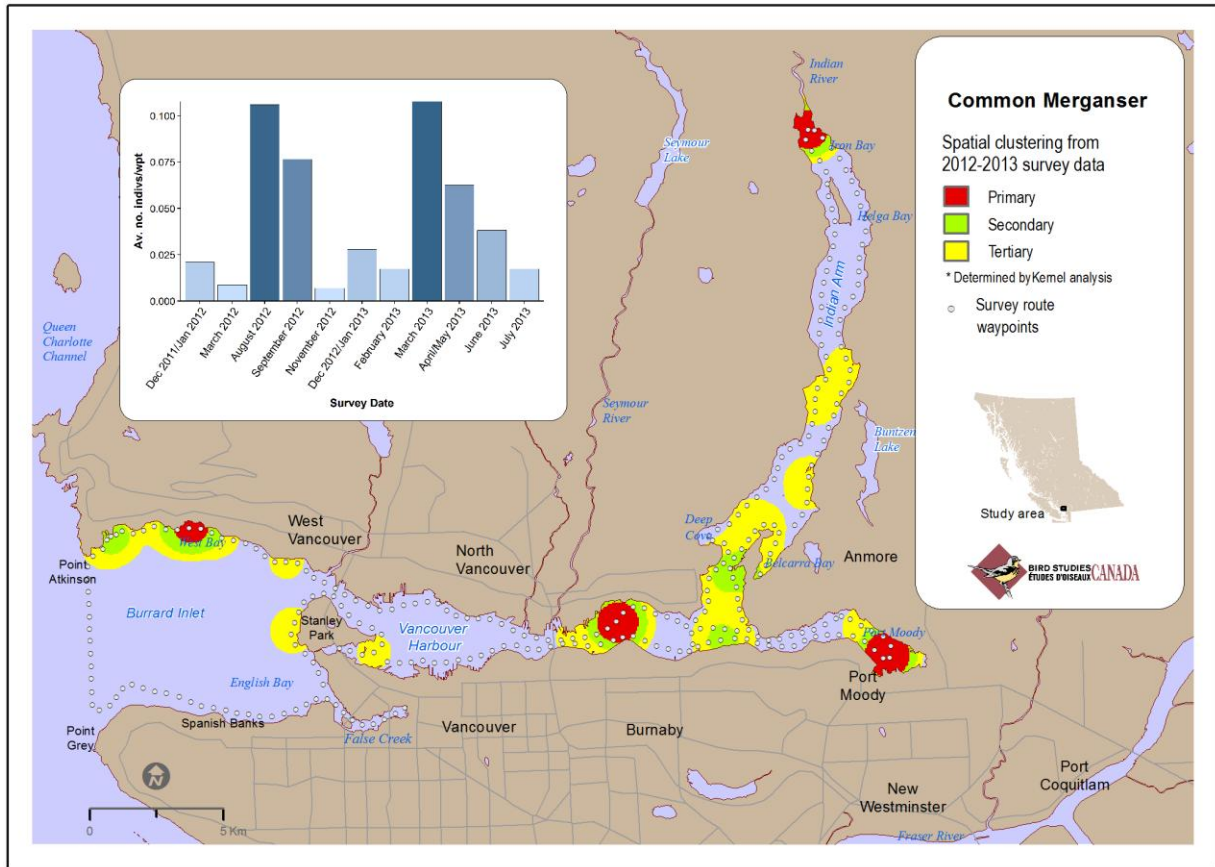 Common Merganser
Spatial clustering from
2012-2013 survey data
Primary
Secondary
Tertiary
* Determined by Kernel analysis
Survey route
waypoints
Study area
BIRD STUDIES
ÉTUDES D'OISEAUX CANADA
Av. no. indivs/wpt
0.100
0.075
0.050
0.025
0.000
Dec 2011/Jan 2012
March 2012
August 2012
September 2012
November 2012
Dec 2012/Jan 2013
February 2013
March 2013
April/May 2013
June 2013
July 2013
Survey Date
Indian
River
Iron Bay
Helga Bay
Indian Arm
Seymour
Lake
Queen
Charlotte
Channel
Seymour
River
Buntzen
Lake
Deep
Cove
Belcarra Bay
Anmore
West
Vancouver
West Bay
North
Vancouver
Point
Atkinson
Burrard Inlet
Stanley
Park
Vancouver
Harbour
Port Moody
Port
Moody
English Bay
Spanish Banks
Point
Grey
False Creek
Vancouver
Burnaby
New
Westminster
Port
Coquitlam
Fraser River
N
0
5 Km